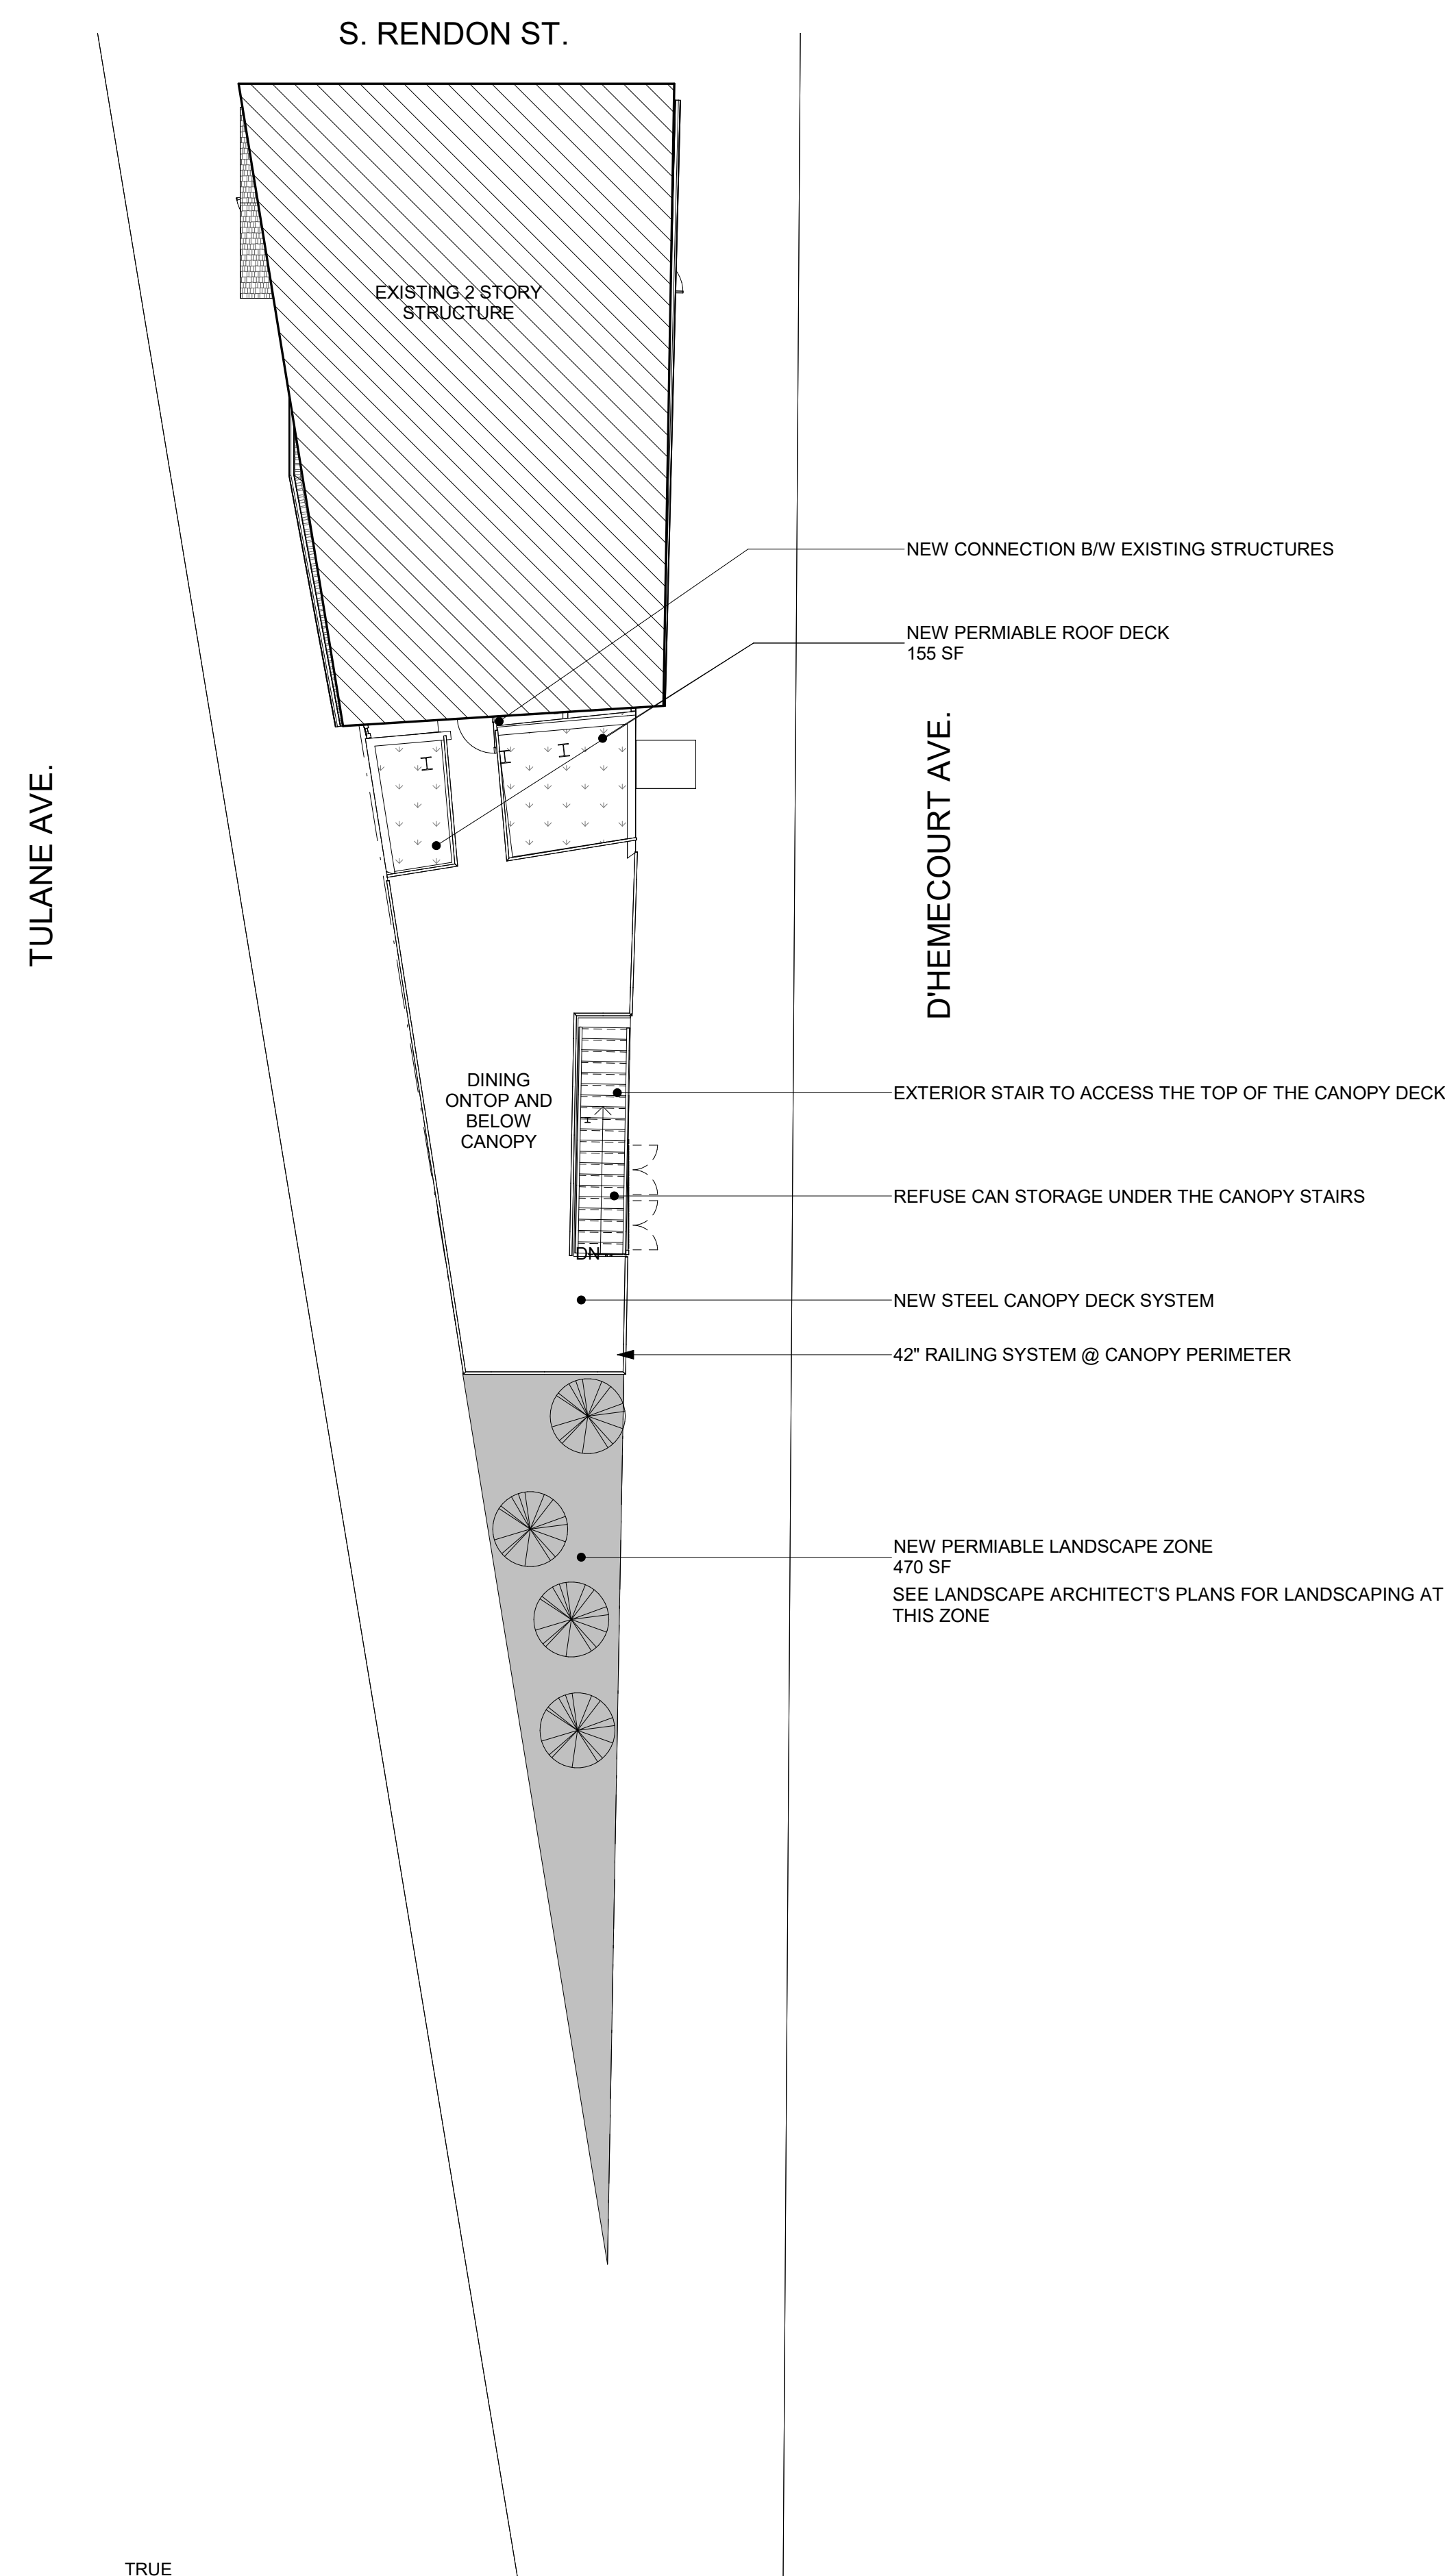 S. RENDON ST.
EXISTING 2 STORY
STRUCTURE
NEW CONNECTION B/W EXISTING STRUCTURES
NEW PERMIABLE ROOF DECK
155 SF
TULANE AVE.
D'HEMECOURT AVE.
DINING
ONTOP AND
BELOW
CANOPY
EXTERIOR STAIR TO ACCESS THE TOP OF THE CANOPY DECK
REFUSE CAN STORAGE UNDER THE CANOPY STAIRS
DN
NEW STEEL CANOPY DECK SYSTEM
42" RAILING SYSTEM @ CANOPY PERIMETER
NEW PERMIABLE LANDSCAPE ZONE
470 SF
SEE LANDSCAPE ARCHITECT'S PLANS FOR LANDSCAPING AT
THIS ZONE
TRUE